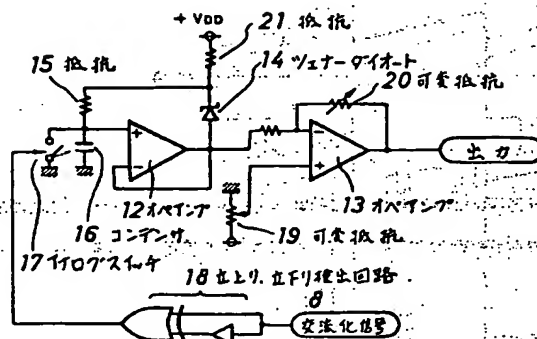 + VDD
21 抵抗
14 ツェナーダイオート
15 抵抗
20 可変抵抗
出力
12 オペアンプ
13 オペアンプ
16 コンデンサ
19 可変抵抗
17 アナログスイッチ
18 立上り、立下り検出回路
8
交流化信号